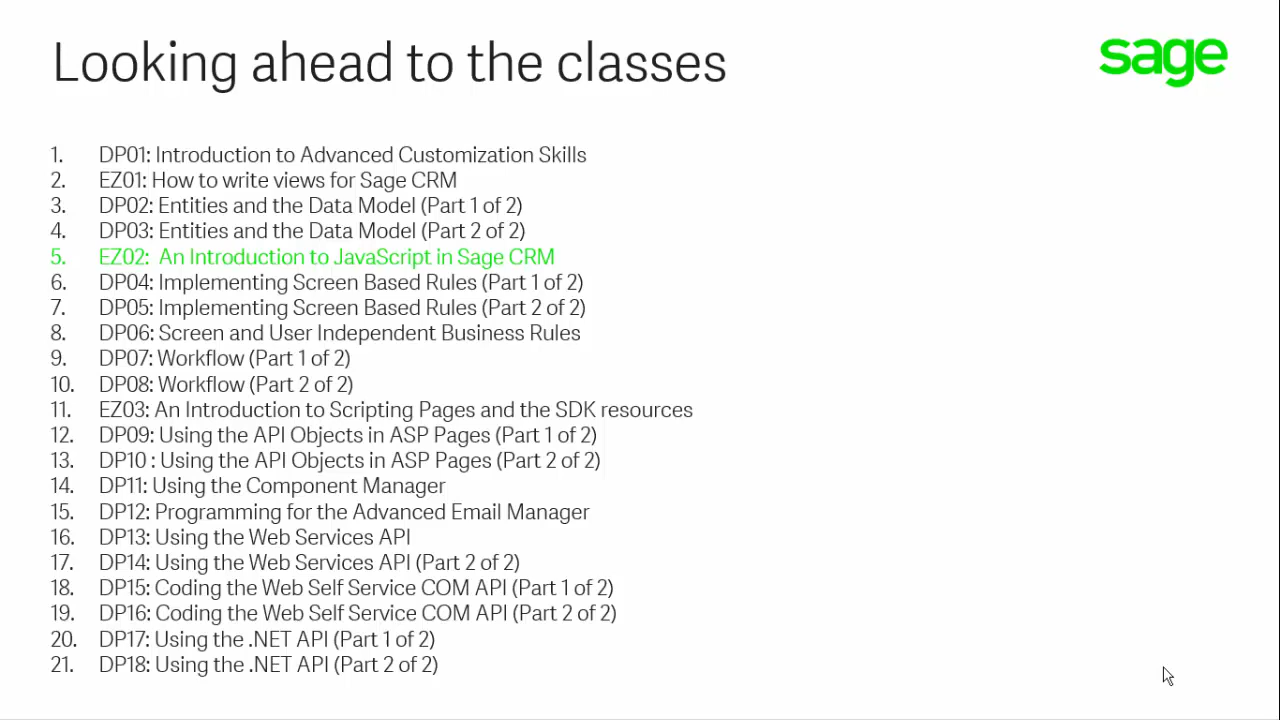 Looking ahead to the classes
sage
1. DP01: Introduction to Advanced Customization Skills
2. EZ01: How to write views for Sage CRM
3. DP02: Entities and the Data Model (Part 1 of 2)
4. DP03: Entities and the Data Model (Part 2 of 2)
5. EZ02: An Introduction to JavaScript in Sage CRM
6. DP04: Implementing Screen Based Rules (Part 1 of 2)
7. DP05: Implementing Screen Based Rules (Part 2 of 2)
8. DP06: Screen and User Independent Business Rules
9. DP07: Workflow (Part 1 of 2)
10. DP08: Workflow (Part 2 of 2)
11. EZ03: An Introduction to Scripting Pages and the SDK resources
12. DP09: Using the API Objects in ASP Pages (Part 1 of 2)
13. DP10 : Using the API Objects in ASP Pages (Part 2 of 2)
14. DP11: Using the Component Manager
15. DP12: Programming for the Advanced Email Manager
16. DP13: Using the Web Services API
17. DP14: Using the Web Services API (Part 2 of 2)
18. DP15: Coding the Web Self Service COM API (Part 1 of 2)
19. DP16: Coding the Web Self Service COM API (Part 2 of 2)
20. DP17: Using the .NET API (Part 1 of 2)
21. DP18: Using the .NET API (Part 2 of 2)